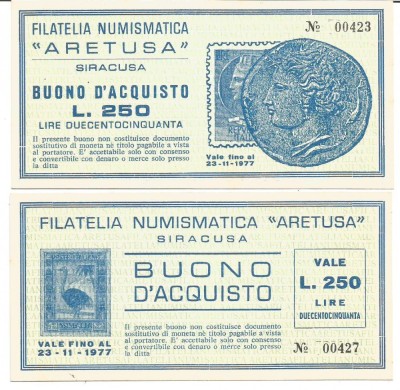 FILATELIA NUMISMATICA
"ARETUSA"
SIRACUSA
№ 00423
BUONO D'ACQUISTO
L. 250
LIRE DUECENTOCINQUANTA
Il presente buono non costituisce documento
sostitutivo di moneta nè titolo pagabile a vista
al portatore. E' accettabile solo con consenso
e convertibile con denaro o merce solo presso
la ditta
Vale fino al
23-11-1977
FILATELIA NUMISMATICA "ARETUSA"
SIRACUSA
BUONO
D'ACQUISTO
VALE
L. 250
LIRE
DUECENTOCINQUANTA
VALE FINO AL
23-11-1977
Il presente buono non costituisce documento
sostitutivo di moneta nè titolo pagabile a vista
al portatore. E' accettabile solo con consenso
e convertibile con denaro o merce solo presso
la ditta
№ 00427